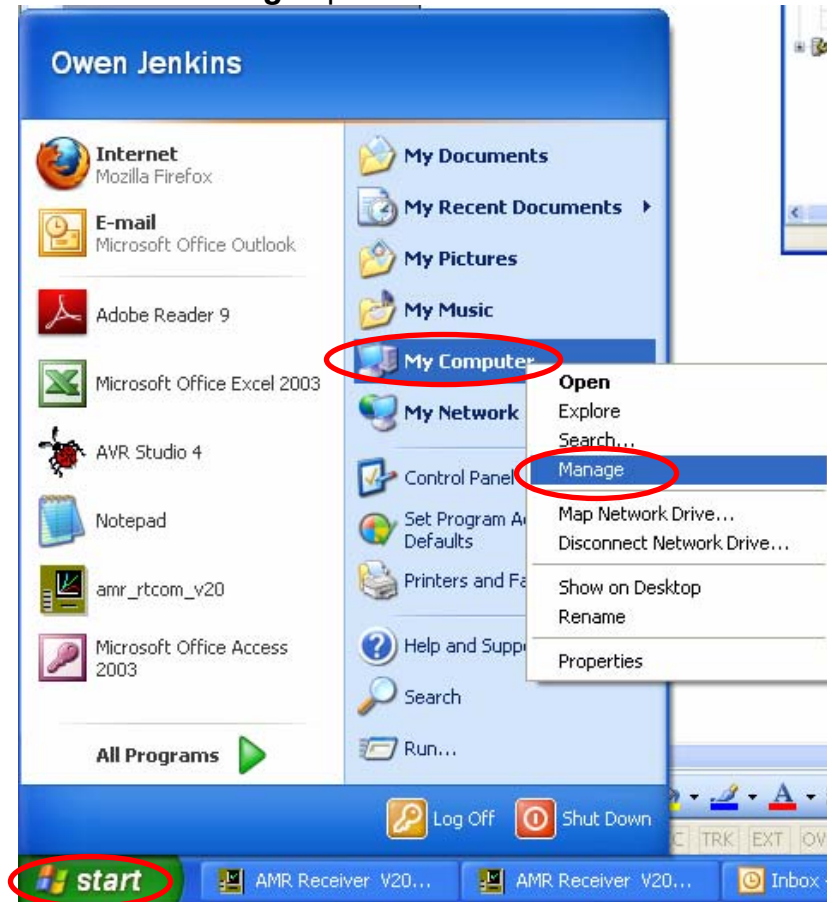 Owen Jenkins
Internet
Mozilla Firefox
E-mail
Microsoft Office Outlook
Adobe Reader 9
Microsoft Office Excel 2003
AVR Studio 4
Notepad
amr_rtcom_v20
Microsoft Office Access
2003
All Programs
My Documents
My Recent Documents
My Pictures
My Music
My Computer
My Network
Control Panel
Set Program A
Defaults
Printers and Fa
Help and Supp
Search
Run...
Open
Explore
Search...
Manage
Map Network Drive...
Disconnect Network Drive...
Show on Desktop
Rename
Properties
Log Off
Shut Down
TRK EXT OV
start
AMR Receiver V20...
AMR Receiver V20...
Inbox -